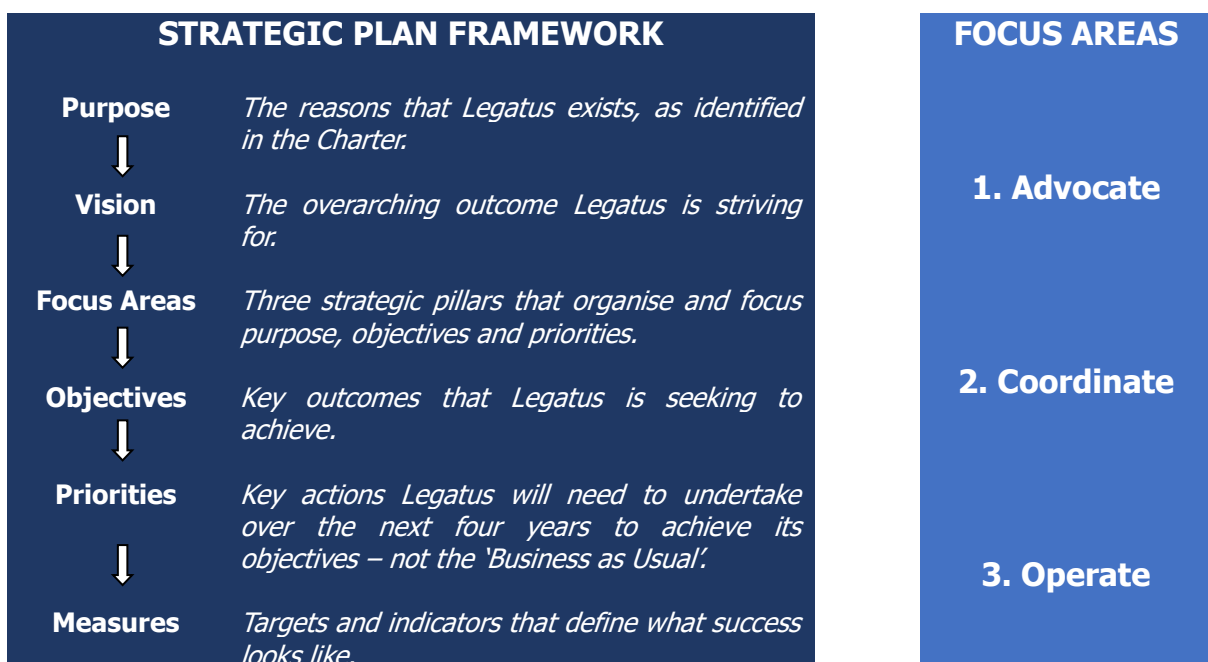 STRATEGIC PLAN FRAMEWORK
Purpose
The reasons that Legatus exists, as identified
in the Charter.
Vision
The overarching outcome Legatus is striving
for.
Focus Areas
Three strategic pillars that organise and focus
purpose, objectives and priorities.
Objectives
Key outcomes that Legatus is seeking to
achieve.
Priorities
Key actions Legatus will need to undertake
over the next four years to achieve its
objectives – not the ‘Business as Usual’.
Measures
Targets and indicators that define what success
looks like.
FOCUS AREAS
1. Advocate
2. Coordinate
3. Operate